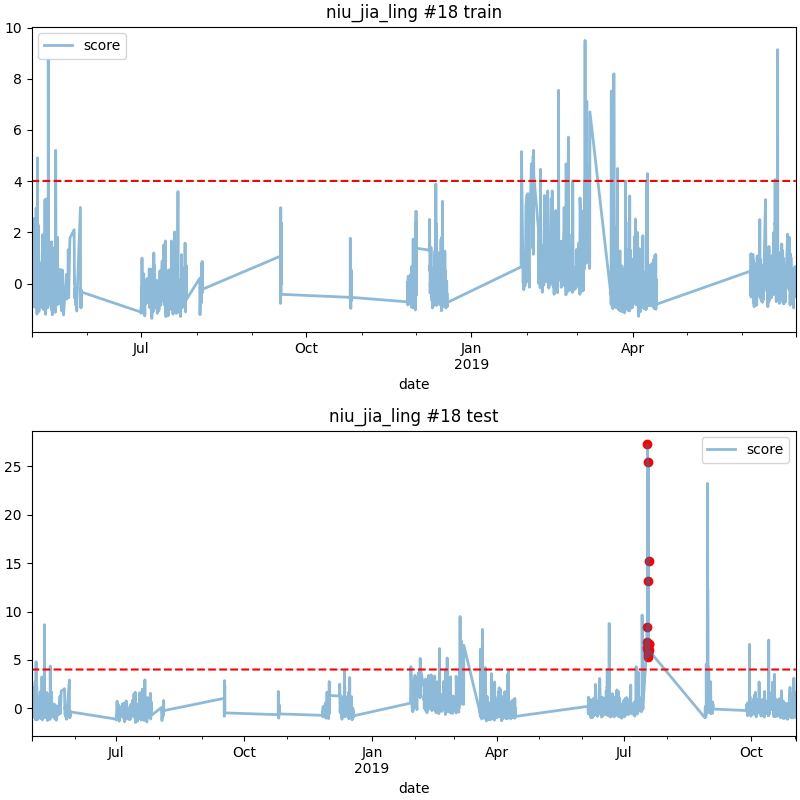 niu_jia_ling #18 train
10
8
6
4
2
0
score
Jul
Oct
Jan
2019
Apr
date
niu_jia_ling #18 test
25
20
15
10
5
0
score
Jul
Oct
Jan
2019
Apr
Jul
Oct
date